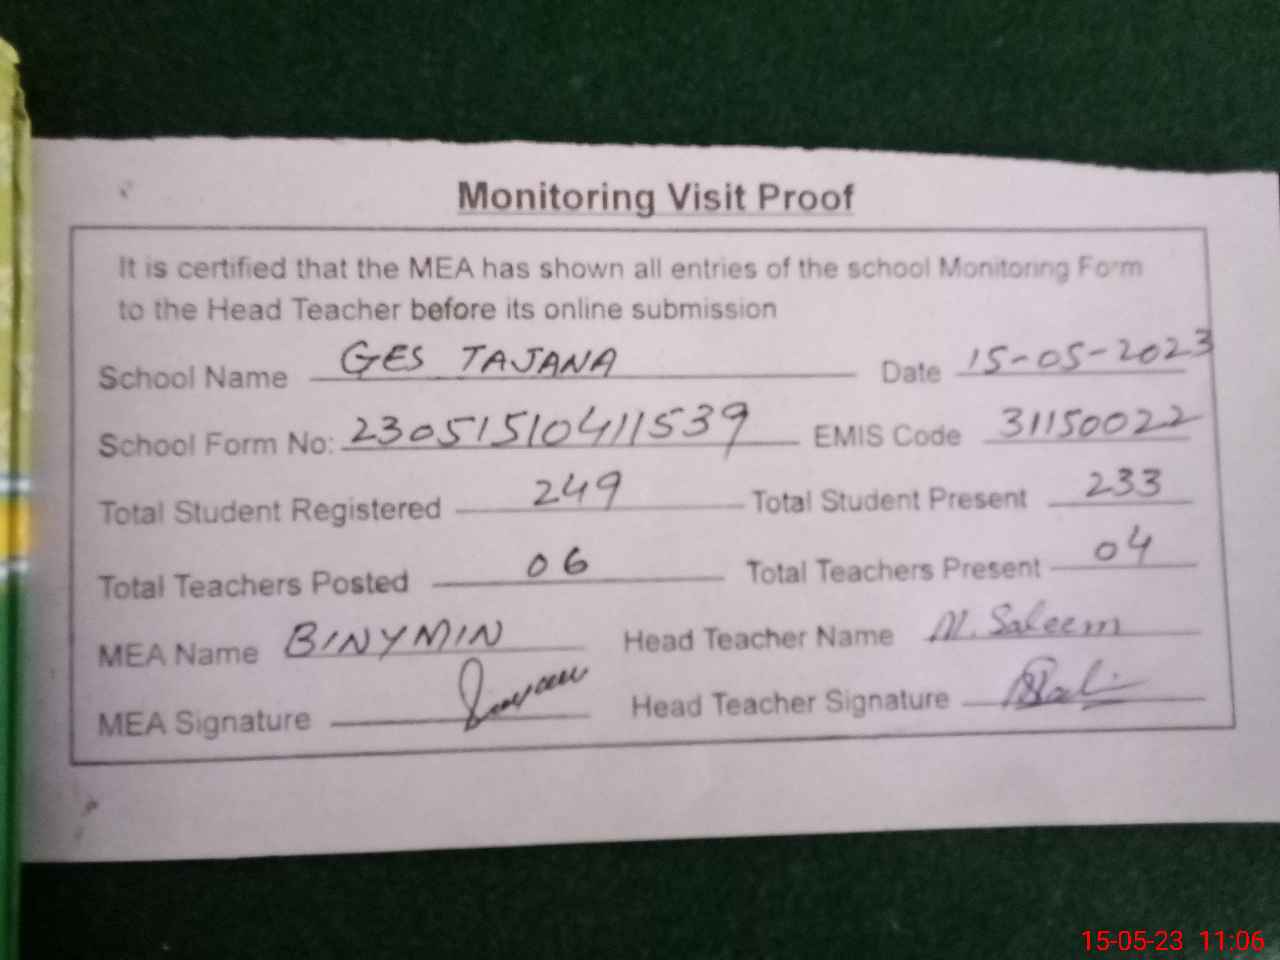 Monitoring Visit Proof
It is certified that the MEA has shown all entries of the school Monitoring Form
to the Head Teacher before its online submission
School Name GES TAJANA Date 15-05-2023
School Form No: 23051510411539 EMIS Code 31150022
Total Student Registered 249 Total Student Present 233
Total Teachers Posted 06 Total Teachers Present 04
MEA Name BINYMIN Head Teacher Name M. Saleem
MEA Signature Head Teacher Signature
15-05-23 11:06